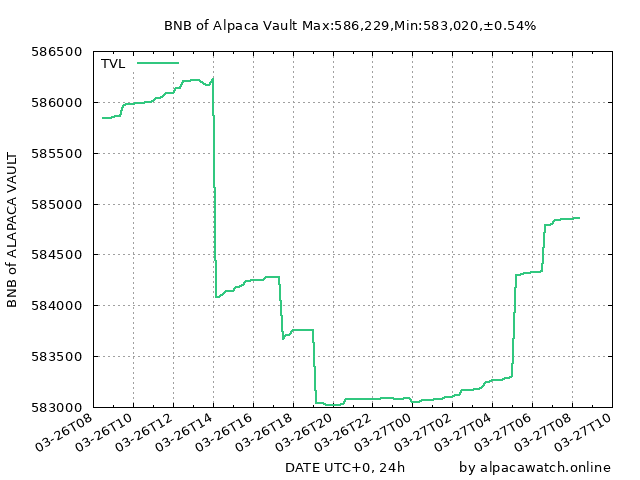 BNB of Alpaca Vault Max:586,229,Min:583,020,±0.54%
TVL
586500
586000
585500
585000
584500
584000
583500
583000
BNB of ALAPACA VAULT
03-26T08
03-26T10
03-26T12
03-26T14
03-26T16
03-26T18
03-26T20
03-26T22
03-27T00
03-27T02
03-27T04
03-27T06
03-27T08
03-27T10
DATE UTC+0, 24h
by alpacawatch.online